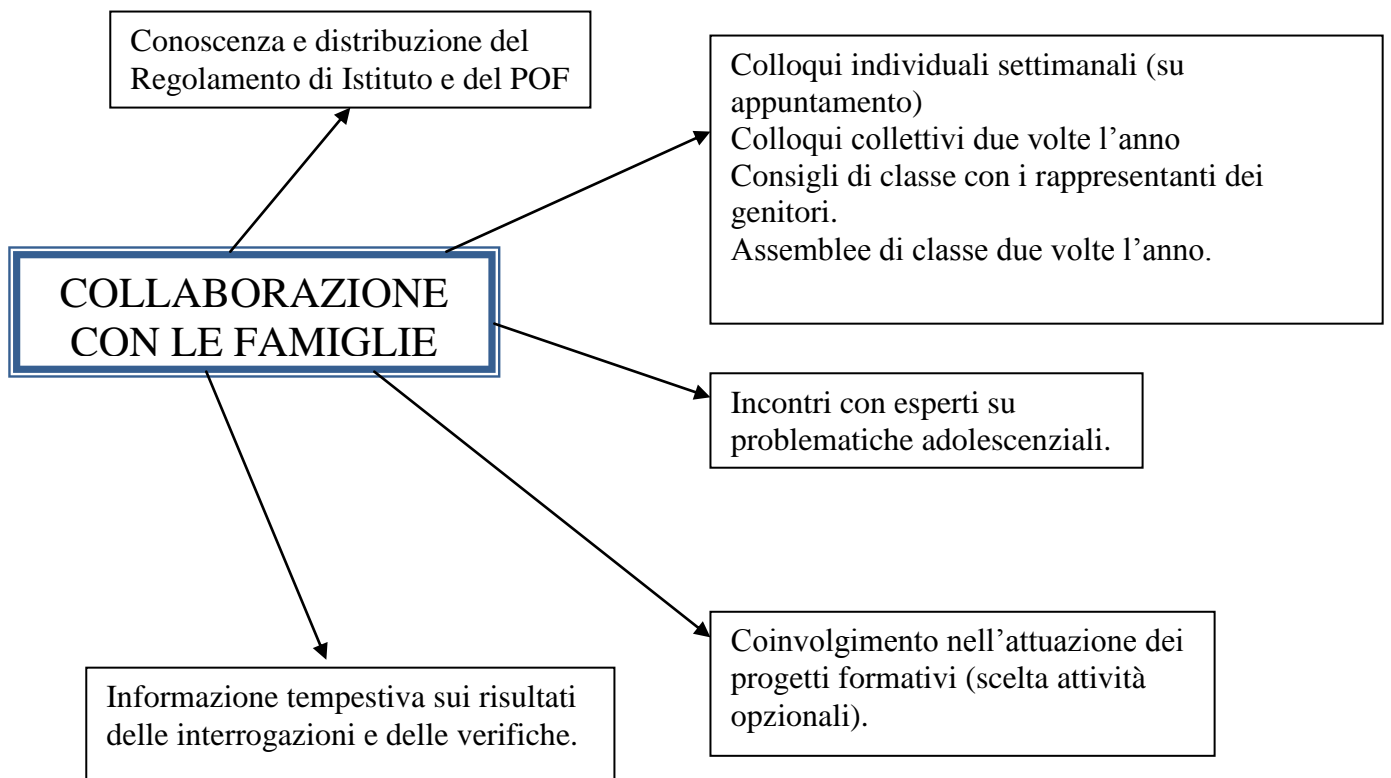 Conoscenza e distribuzione del
Regolamento di Istituto e del POF
Colloqui individuali settimanali (su
appuntamento)
Colloqui collettivi due volte l’anno
Consigli di classe con i rappresentanti dei
genitori.
Assemblee di classe due volte l’anno.
COLLABORAZIONE
CON LE FAMIGLIE
Incontri con esperti su
problematiche adolescenziali.
Coinvolgimento nell’attuazione dei
progetti formativi (scelta attività
opzionali).
Informazione tempestiva sui risultati
delle interrogazioni e delle verifiche.